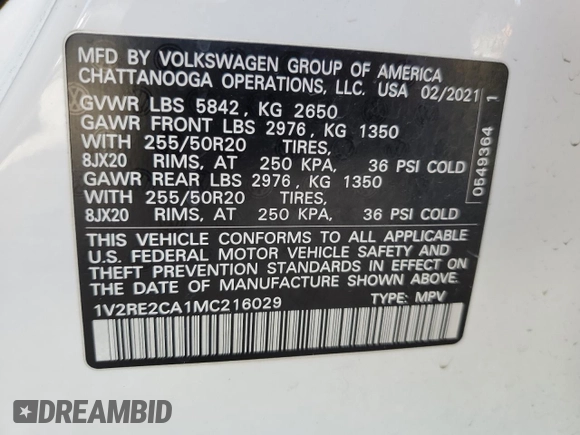 MFD BY VOLKSWAGEN GROUP OF AMERICA
CHATTANOOGA OPERATIONS, LLC. USA 02/2021
GVWR LBS 5842, KG 2650
GAWR FRONT LBS 2976, KG 1350
WITH 255/50R20 TIRES,
8JX20 RIMS, AT 250 KPA, 36 PSI COLD
GAWR REAR LBS 2976, KG 1350
WITH 255/50R20 TIRES,
8JX20 RIMS, AT 250 KPA, 36 PSI COLD
THIS VEHICLE CONFORMS TO ALL APPLICABLE
U.S. FEDERAL MOTOR VEHICLE SAFETY AND
THEFT PREVENTION STANDARDS IN EFFECT ON
THE DATE OF MANUFACTURE SHOWN ABOVE.
1V2RE2CA1MC216029 TYPE: MPV
0549364 1
DREAMBID